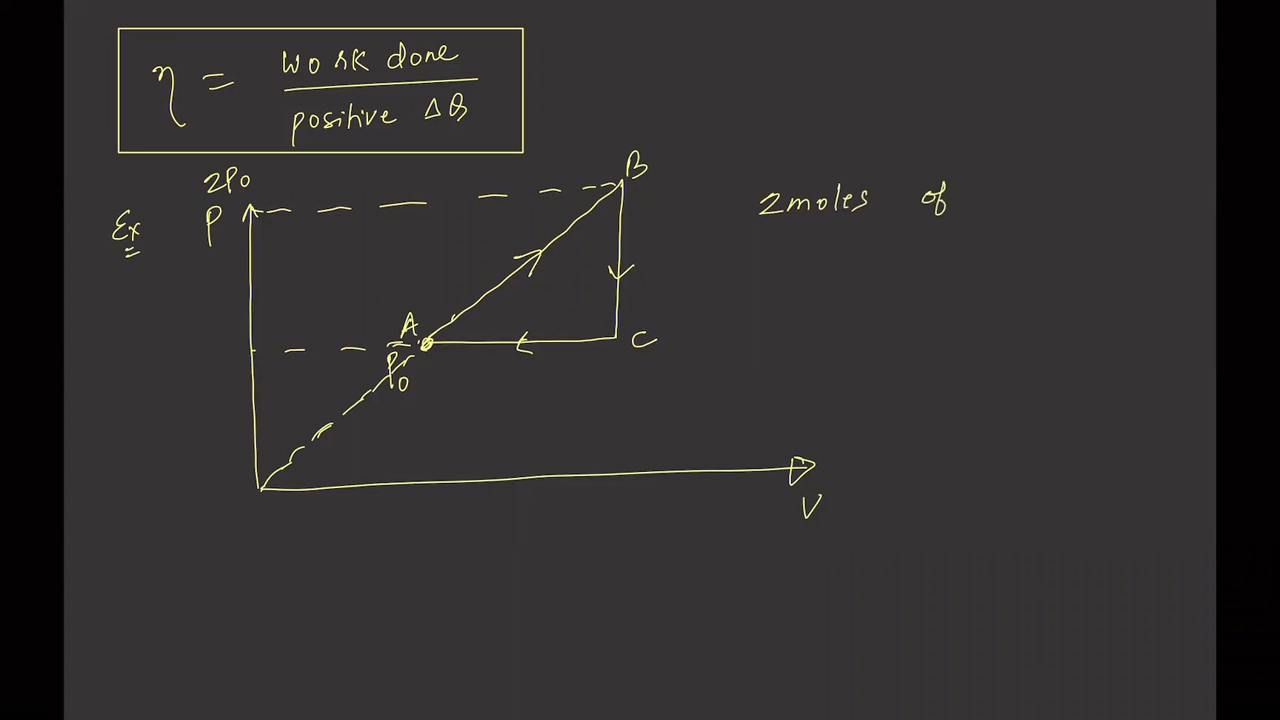 η = work done
positive ΔQ
2P0
B
Ex
P
2moles of
A
P0
C
V